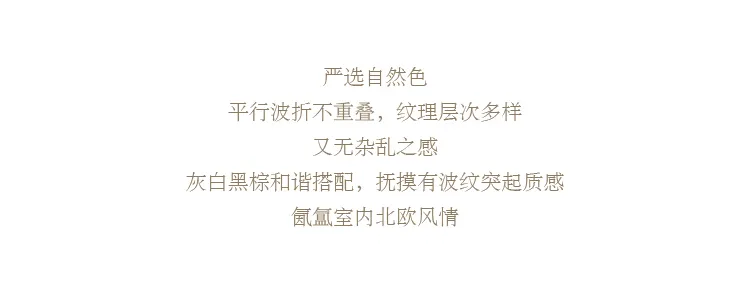 严选自然色
平行波折不重叠，纹理层次多样
又无杂乱之感
灰白黑棕和谐搭配，抚摸有波纹突起质感
氤氲室内北欧风情